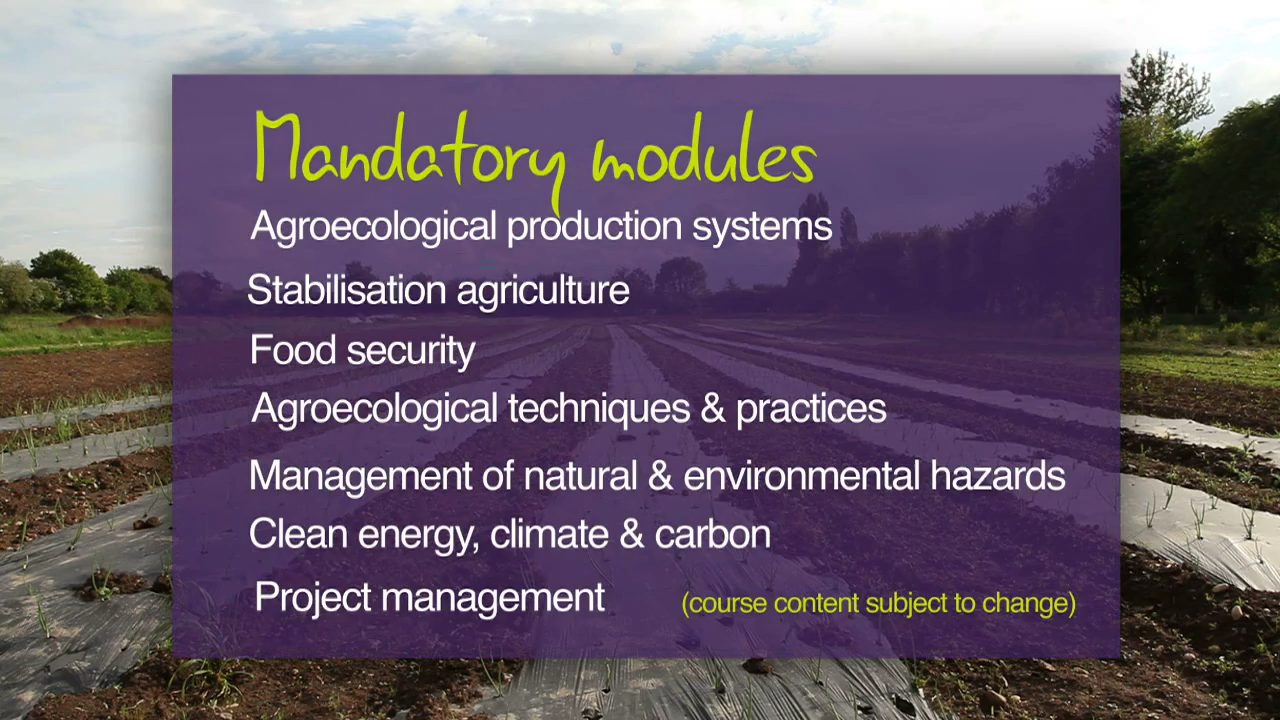 Mandatory modules
Agroecological production systems
Stabilisation agriculture
Food security
Agroecological techniques & practices
Management of natural & environmental hazards
Clean energy, climate & carbon
Project management (course content subject to change)